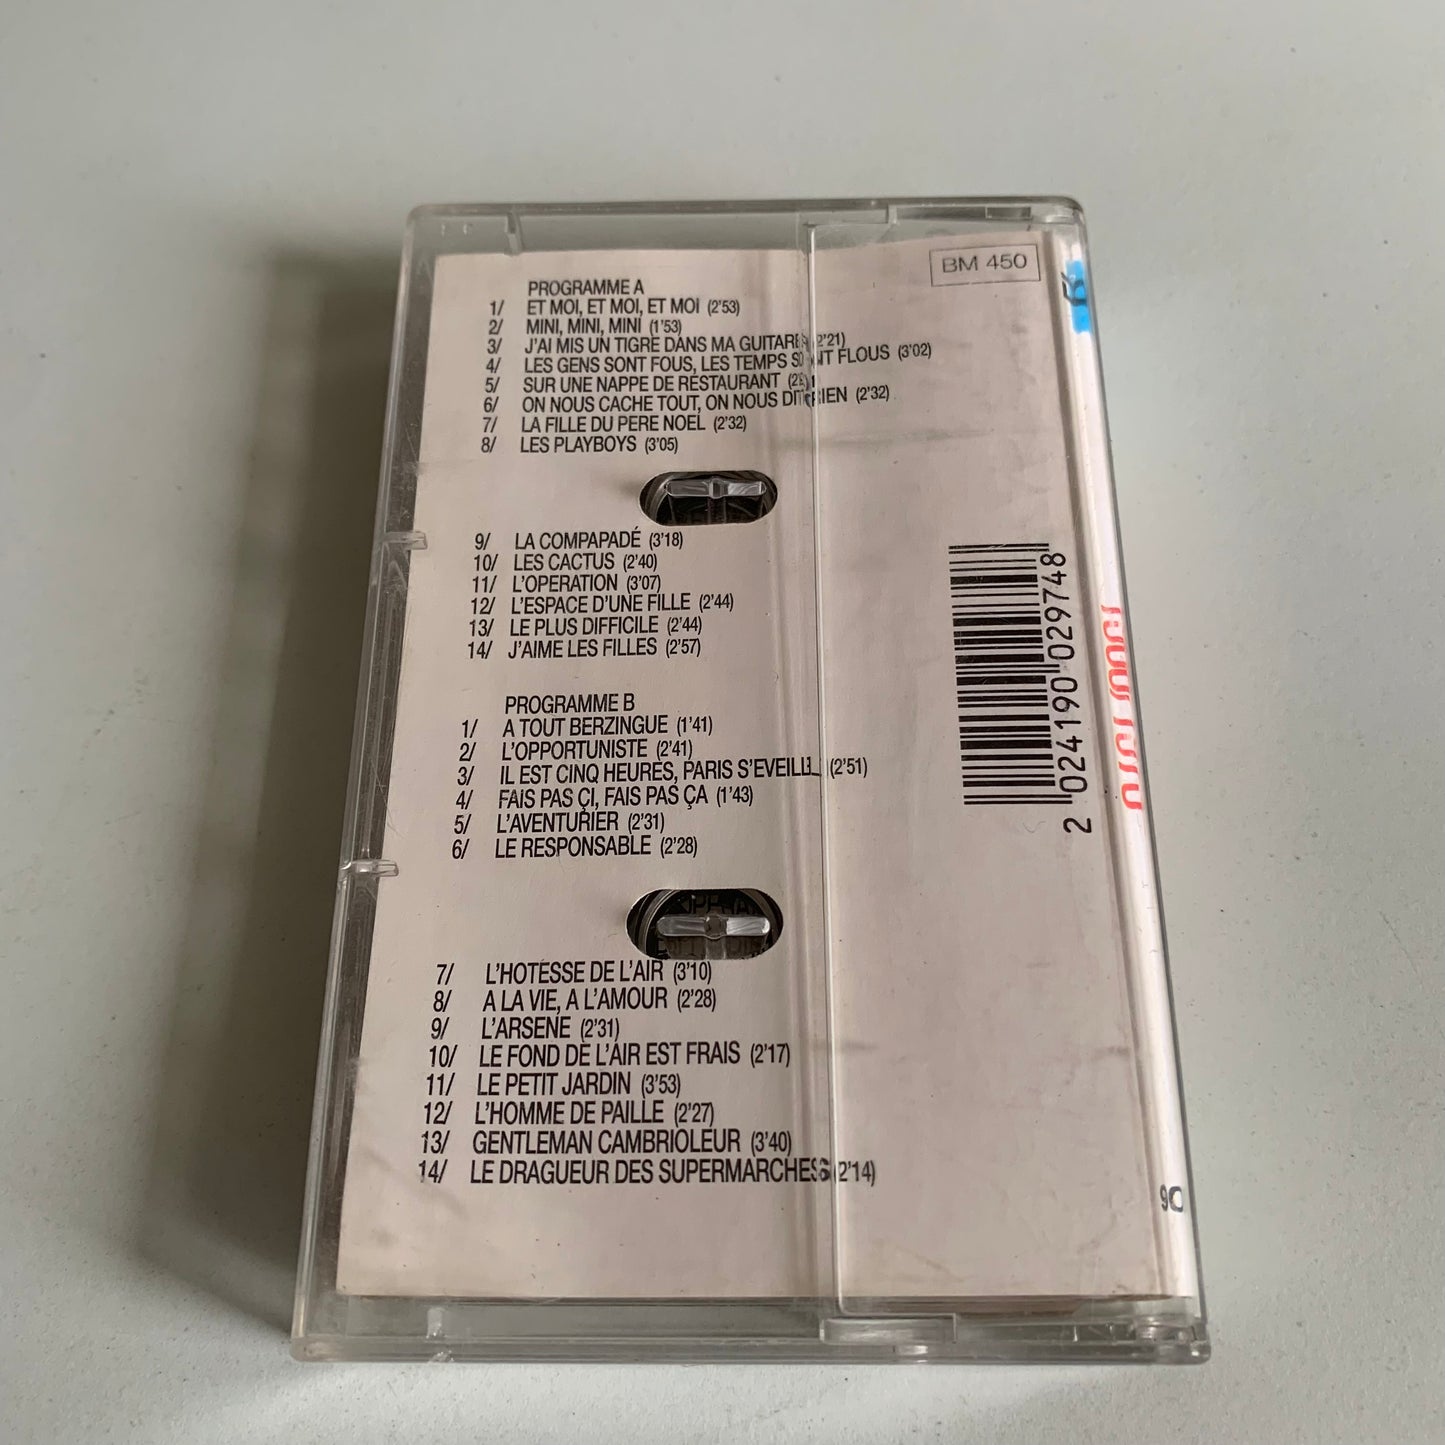 BM 450
PROGRAMME A
1/ ET MOI, ET MOI, ET MOI (2'53)
2/ MINI, MINI, MINI (1'53)
3/ J'AI MIS UN TIGRE DANS MA GUITARE (2'21)
4/ LES GENS SONT FOUS, LES TEMPS SONT FLOUS (3'02)
5/ SUR UNE NAPPE DE RESTAURANT
6/ ON NOUS CACHE TOUT, ON NOUS DIT RIEN (2'32)
7/ LA FILLE DU PERE NOEL (2'32)
8/ LES PLAYBOYS (3'05)
9/ LA COMPAPADÉ (3'18)
10/ LES CACTUS (2'40)
11/ L'OPERATION (3'07)
12/ L'ESPACE D'UNE FILLE (2'44)
13/ LE PLUS DIFFICILE (2'44)
14/ J'AIME LES FILLES (2'57)
PROGRAMME B
1/ A TOUT BERZINGUE (1'41)
2/ L'OPPORTUNISTE (2'41)
3/ IL EST CINQ HEURES, PARIS S'EVEILLE (2'51)
4/ FAIS PAS ÇI, FAIS PAS ÇA (1'43)
5/ L'AVENTURIER (2'31)
6/ LE RESPONSABLE (2'28)
7/ L'HOTESSE DE L'AIR (3'10)
8/ A LA VIE, A L'AMOUR (2'28)
9/ L'ARSENE (2'31)
10/ LE FOND DE L'AIR EST FRAIS (2'17)
11/ LE PETIT JARDIN (3'53)
12/ L'HOMME DE PAILLE (2'27)
13/ GENTLEMAN CAMBRIOLEUR (3'40)
14/ LE DRAGUEUR DES SUPERMARCHES (2'14)
2 024190 029748
90